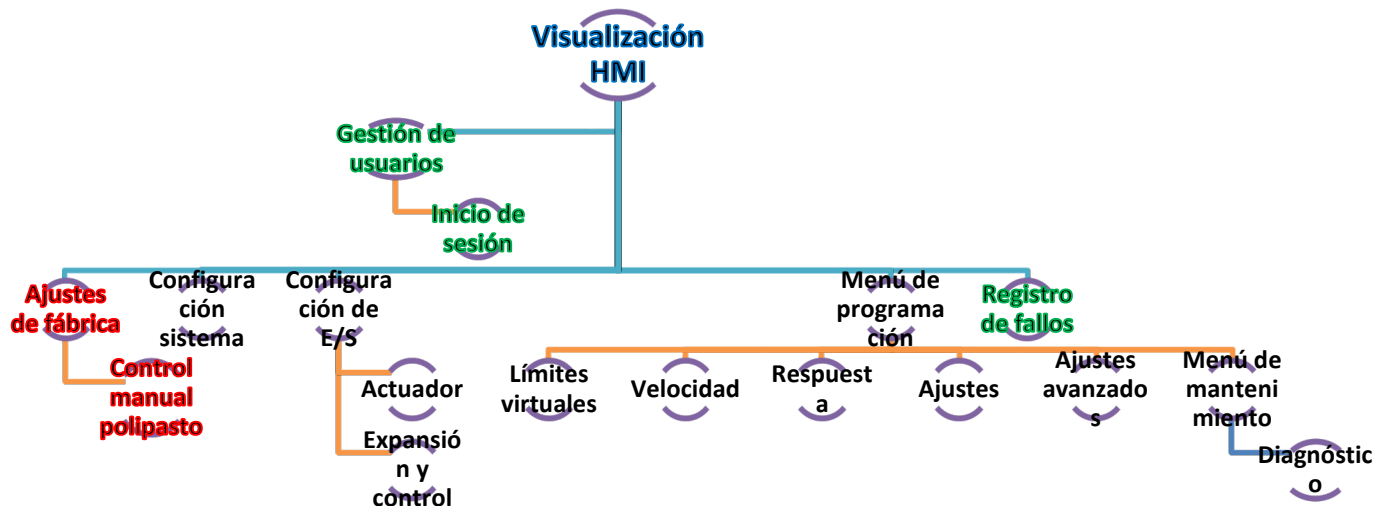 Visualización
HMI
Gestión de
usuarios
Inicio de
sesión
Ajustes
de fábrica
Control
manual
polipasto
Configura
ción
sistema
Configura
ción de
E/S
Actuador
Expansió
n y
control
Menú de
programa
ción
Límites
virtuales
Velocidad
Respuest
a
Ajustes
Ajustes
avanzado
s
Menú de
manteni
miento
Diagnóstic
o
Registro
de fallos